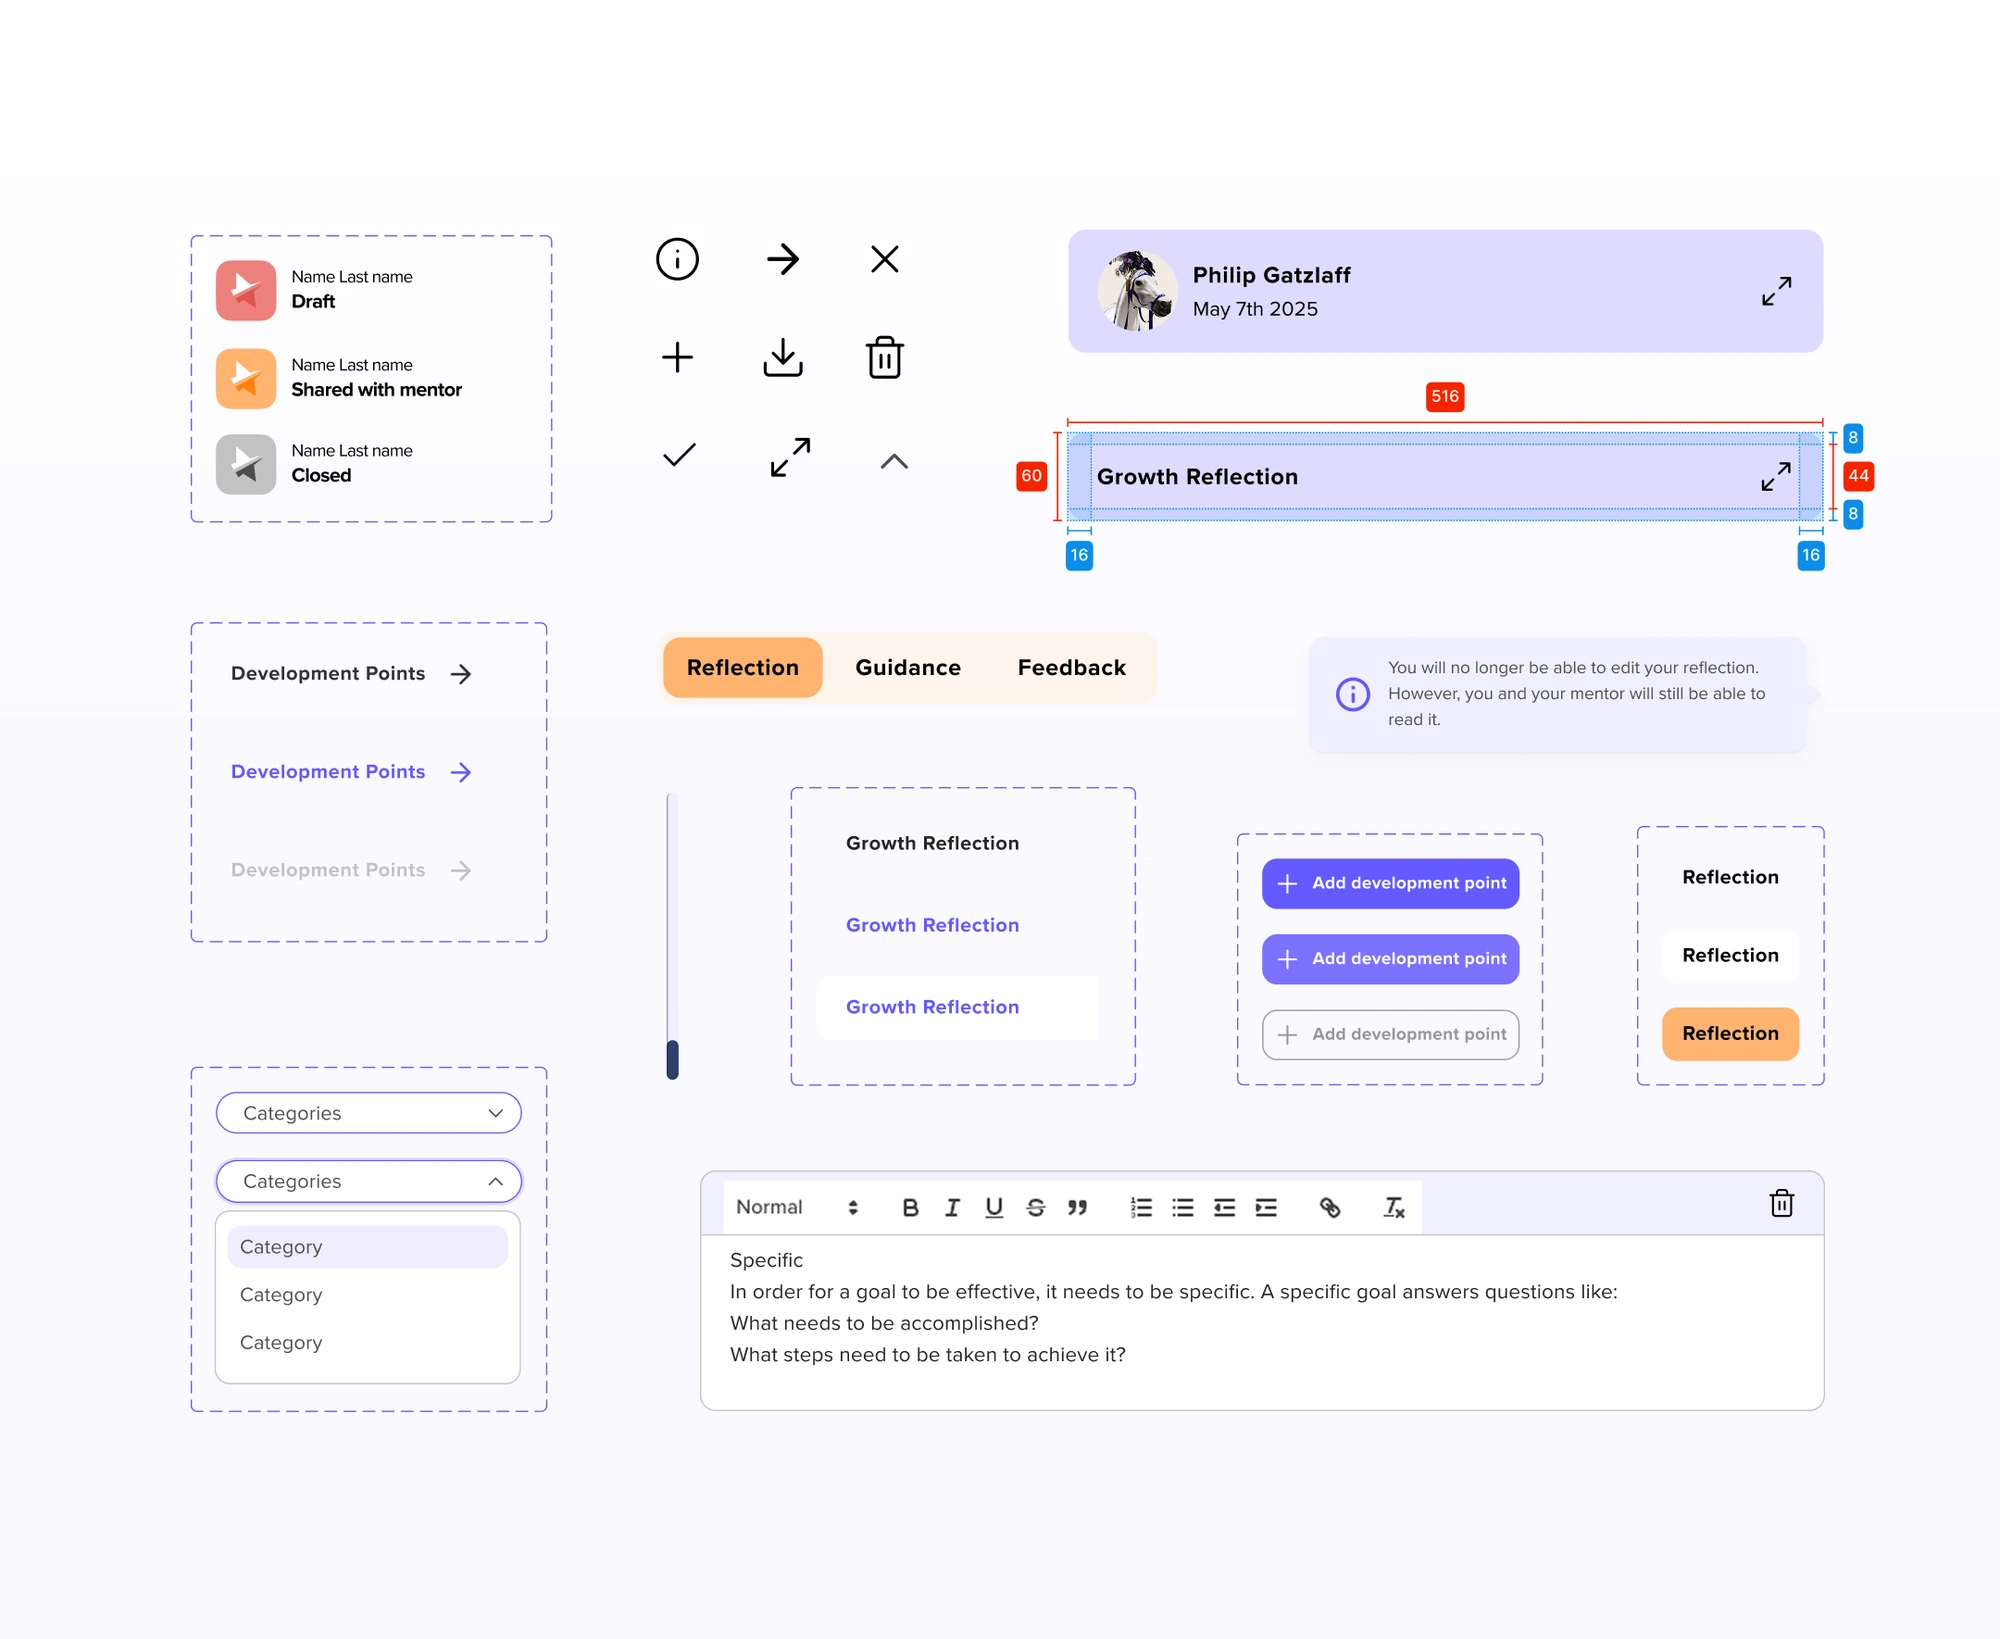 Name Last name
Draft
Name Last name
Shared with mentor
Name Last name
Closed
Philip Gatzlaff
May 7th 2025
516
60
Growth Reflection
8
44
8
16
16
Development Points
Development Points
Development Points
Reflection
Guidance
Feedback
You will no longer be able to edit your reflection.
However, you and your mentor will still be able to
read it.
Growth Reflection
Growth Reflection
Growth Reflection
Add development point
Add development point
Add development point
Reflection
Reflection
Reflection
Categories
Categories
Category
Category
Category
Normal
Specific
In order for a goal to be effective, it needs to be specific. A specific goal answers questions like:
What needs to be accomplished?
What steps need to be taken to achieve it?